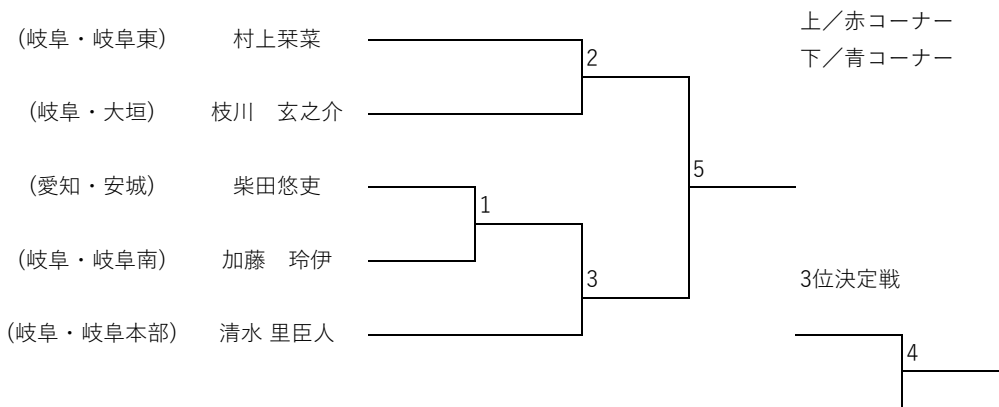 上／赤コーナー
(岐阜・岐阜東) 村上栞菜
2
下／青コーナー
(岐阜・大垣) 枝川　玄之介
5
(愛知・安城) 柴田悠吏
1
(岐阜・岐阜南) 加藤　玲伊
3
3位決定戦
(岐阜・岐阜本部) 清水 里臣人
4